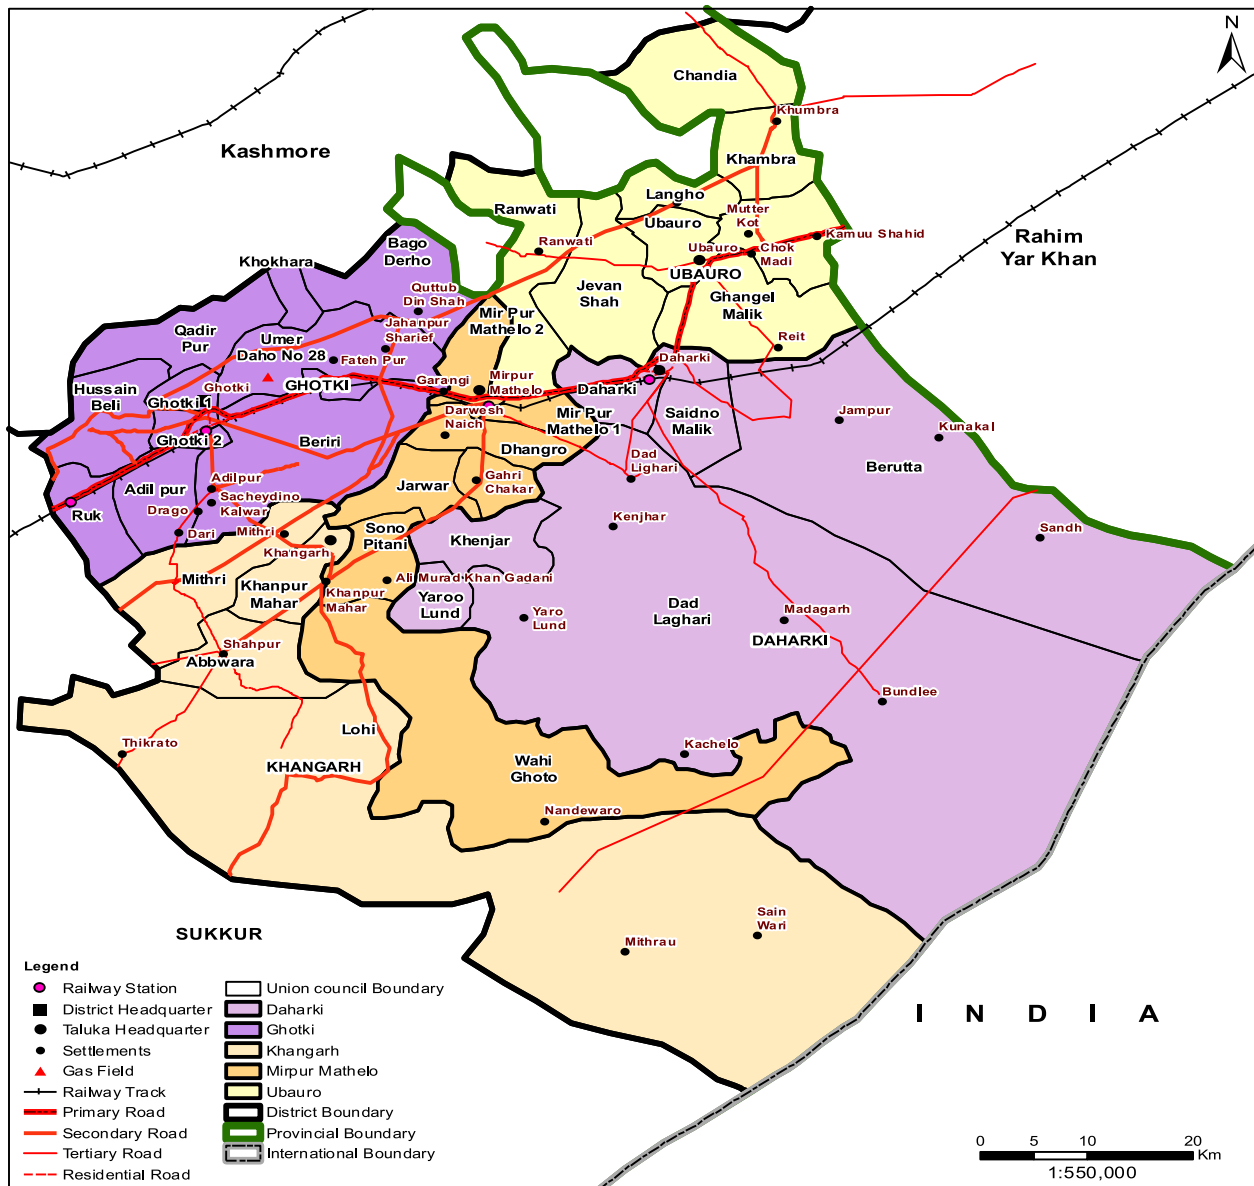 N
Chandia
Khumbra
Kashmore
Khambra
Langho
Ranwati
Mutter
Kot
Ubauro
Kamuu Shahid
Ranwati
Bago
Derho
Ubauro
Chok
Madi
Rahim
Yar Khan
Khokhara
UBAURO
Quttub
Din Shah
Jevan
Shah
Ghangel
Malik
Mir Pur
Mathelo 2
Qadir
Pur
Jahanpur
Sharief
Umer
Daho No 28
Reit
Fateh Pur
Daharki
Hussain
Beli
Ghotki
GHOTKI
Garangi
Mirpur
Mathelo
Daharki
Ghotki 1
Darwesh
Naich
Mir Pur
Mathelo 1
Saidno
Malik
Jampur
Ghotki 2
Beriri
Kunakal
Dhangro
Dad
Lighari
Berutta
Adilpur
Gahri
Chakar
Adil pur
Jarwar
Sacheydino
Kalwar
Ruk
Drago
Sono
Pitani
Kenjhar
Sandh
Dari
Mithri
Khenjar
Khangarh
Mithri
Khanpur
Mahar
Khanpur
Mahar
Ali Murad Khan Gadani
Yaroo
Lund
Yaro
Lund
Dad
Laghari
Madagarh
DAHARKI
Shahpur
Abbwara
Bundlee
Lohi
Thikrato
Kachelo
KHANGARH
Wahi
Ghoto
Nandewaro
Sain
Wari
SUKKUR
Mithrau
INDIA
Legend
Railway Station
District Headquarter
Taluka Headquarter
Settlements
Gas Field
Railway Track
Primary Road
Secondary Road
Tertiary Road
Residential Road
Union council Boundary
Daharki
Ghotki
Khangarh
Mirpur Mathelo
Ubauro
District Boundary
Provincial Boundary
International Boundary
0 5 10 20
Km
1:550,000